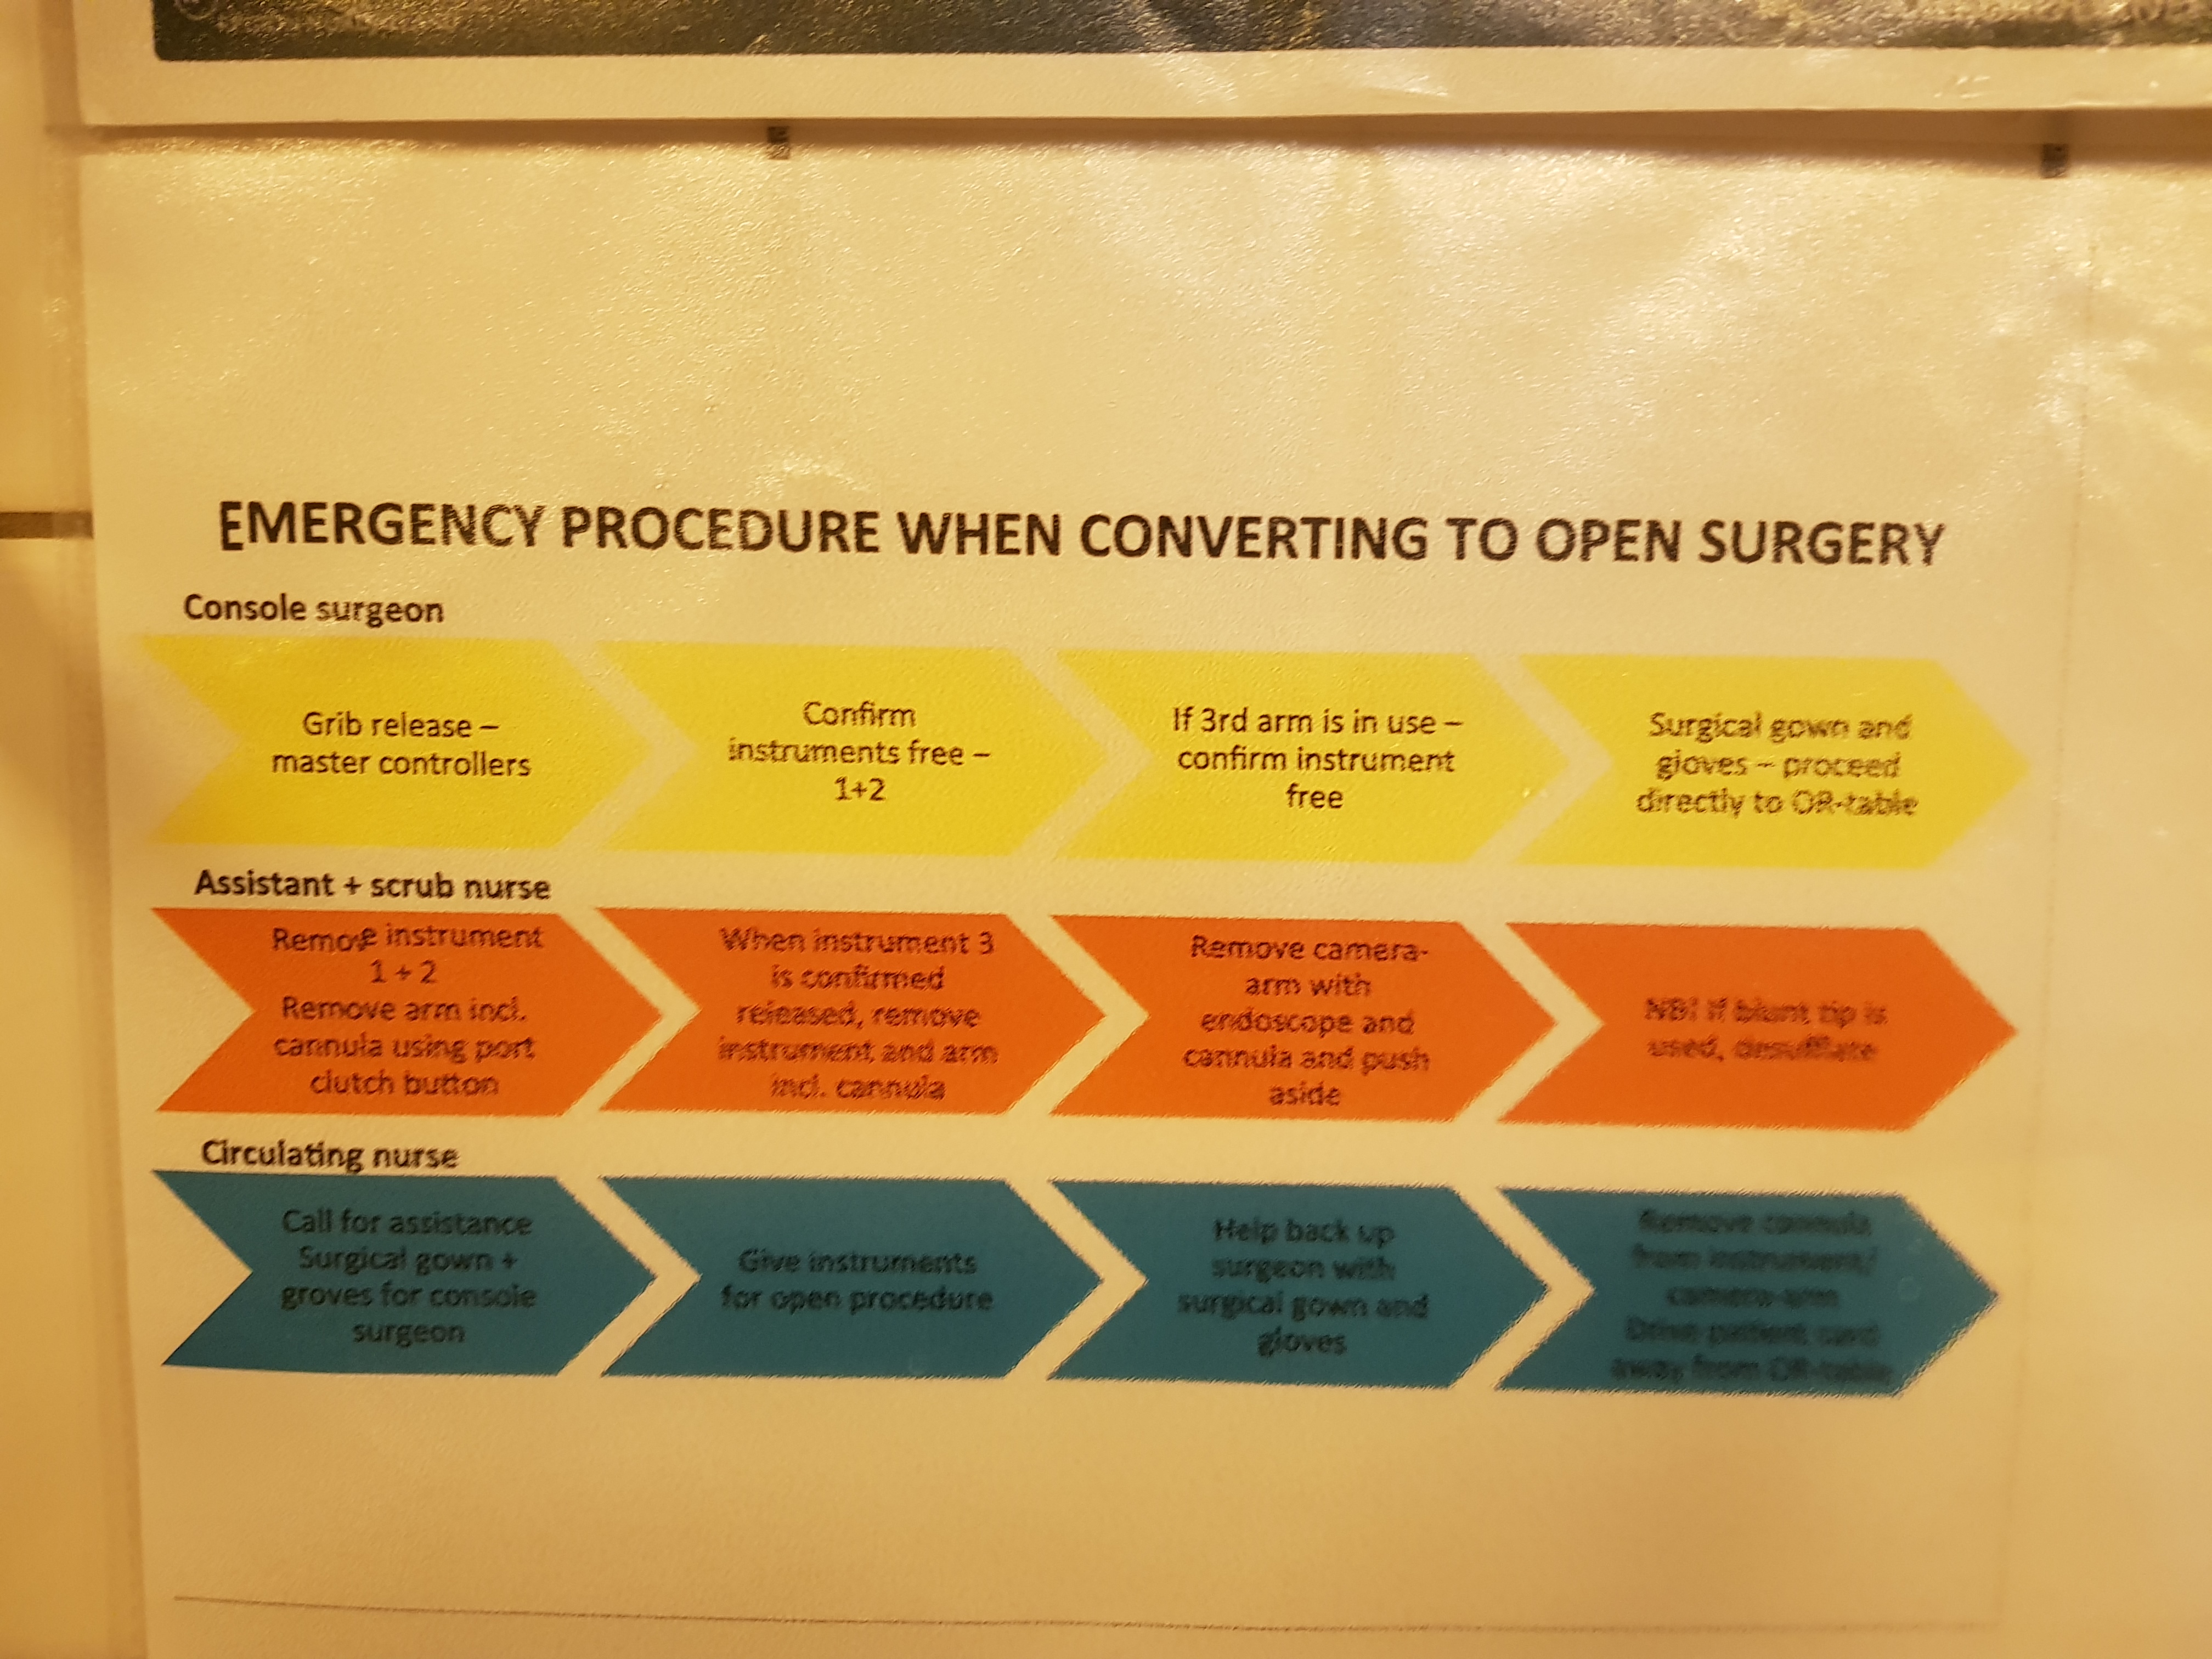 EMERGENCY PROCEDURE WHEN CONVERTING TO OPEN SURGERY
Console surgeon
Grib release –
master controllers
Confirm
instruments free –
1+2
If 3rd arm is in use –
confirm instrument
free
Surgical gown and
gloves – proceed
directly to OR-table
Assistant + scrub nurse
Remove instrument
1 + 2
Remove arm incl.
cannula using port
clutch button
When instrument 3
is confirmed
released, remove
instrument and arm
incl. cannula
Remove camera-
arm with
endoscope and
cannula and push
aside
NB! If blunt tip is
used,
Circulating nurse
Call for assistance
Surgical gown +
groves for console
surgeon
Give instruments
for open procedure
Help back up
surgeon with
surgical gown and
gloves
Remove cannula
from instrument/
camera-arm
Drive patient
away from OR-table